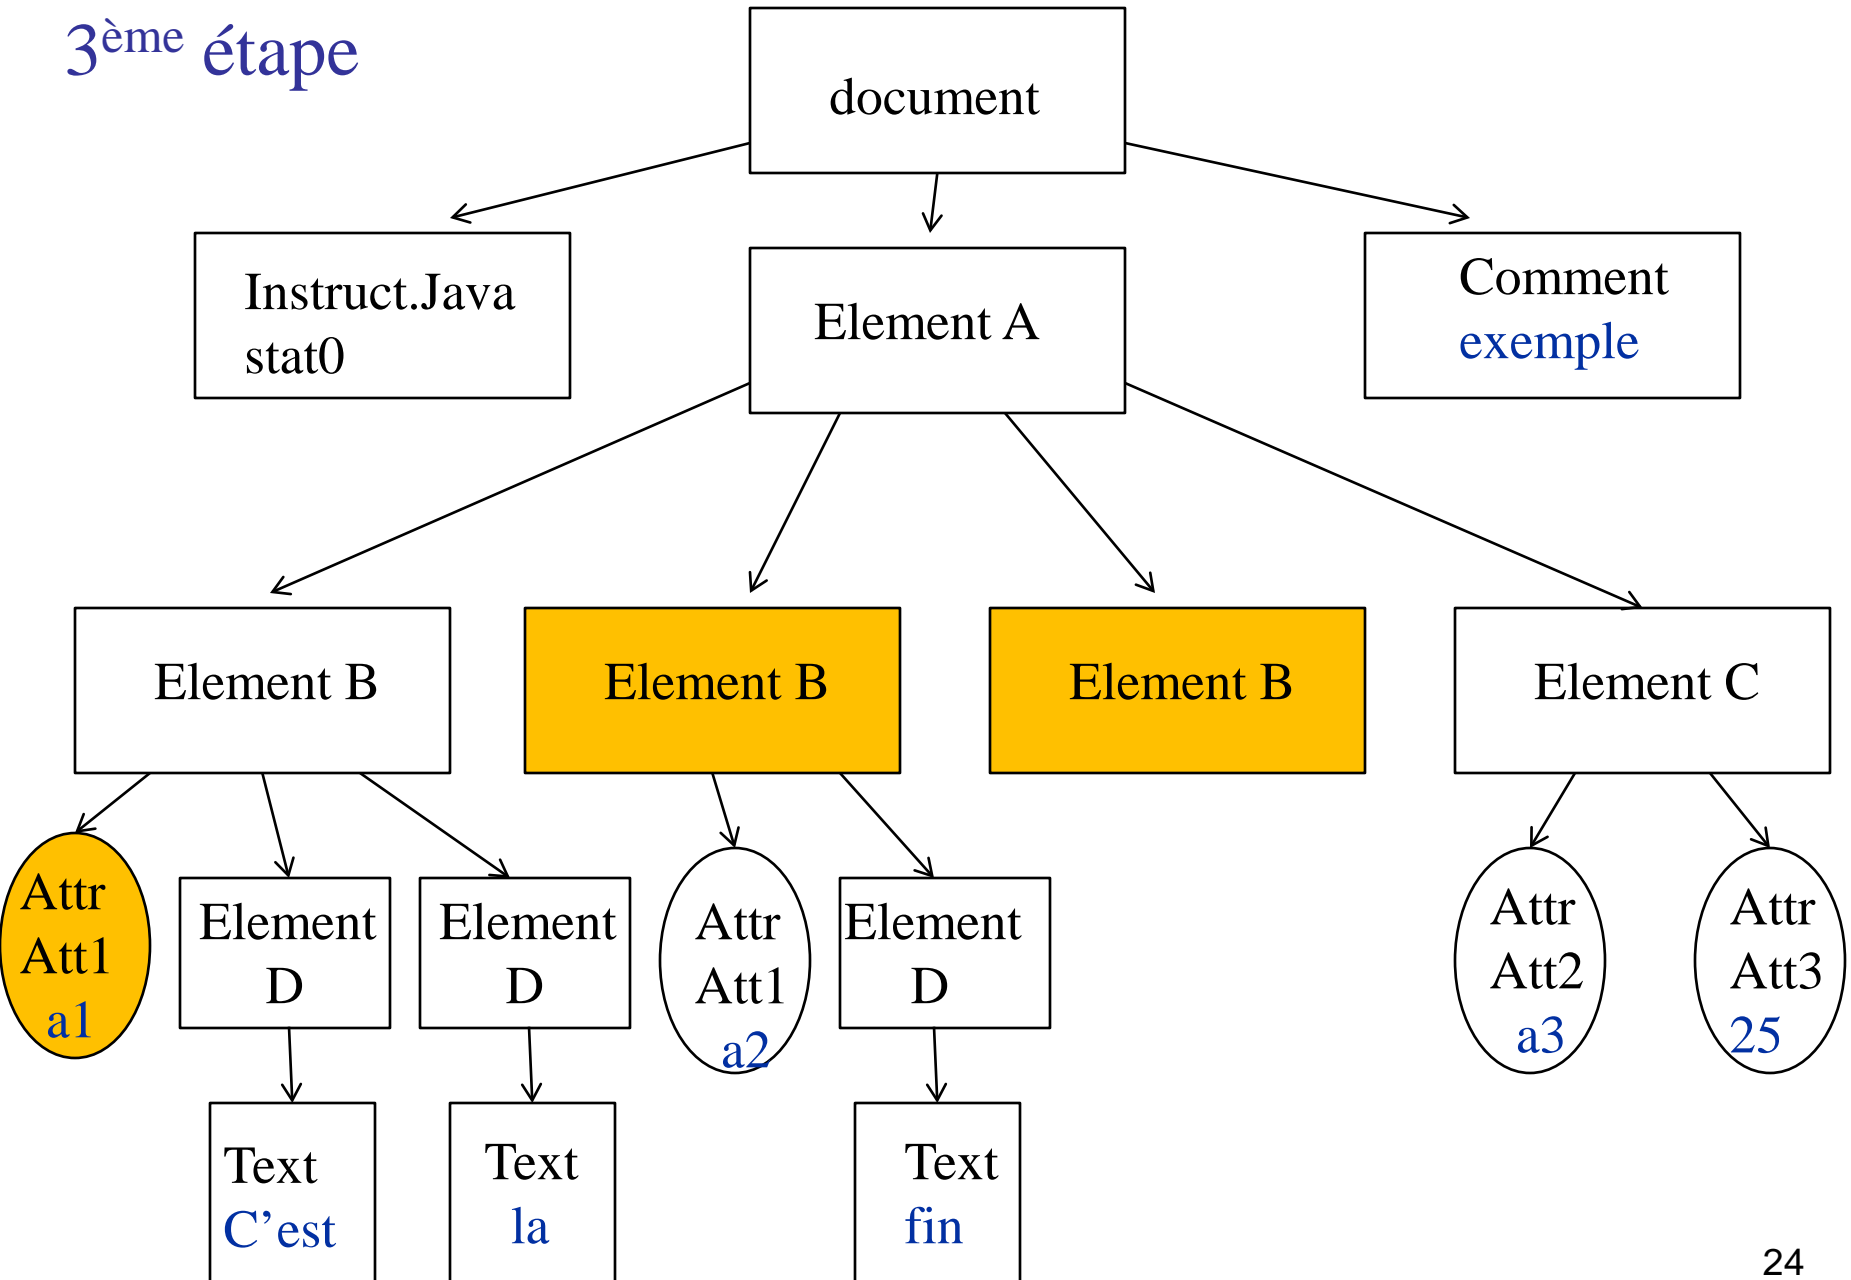 3ème étape
document
Instruct.Java
stat0
Element A
Comment
exemple
Element B
Element B
Element B
Element C
Attr
Att1
a1
Element
D
Element
D
Attr
Att1
a2
Element
D
Attr
Att2
a3
Attr
Att3
25
Text
C’est
Text
la
Text
fin
24